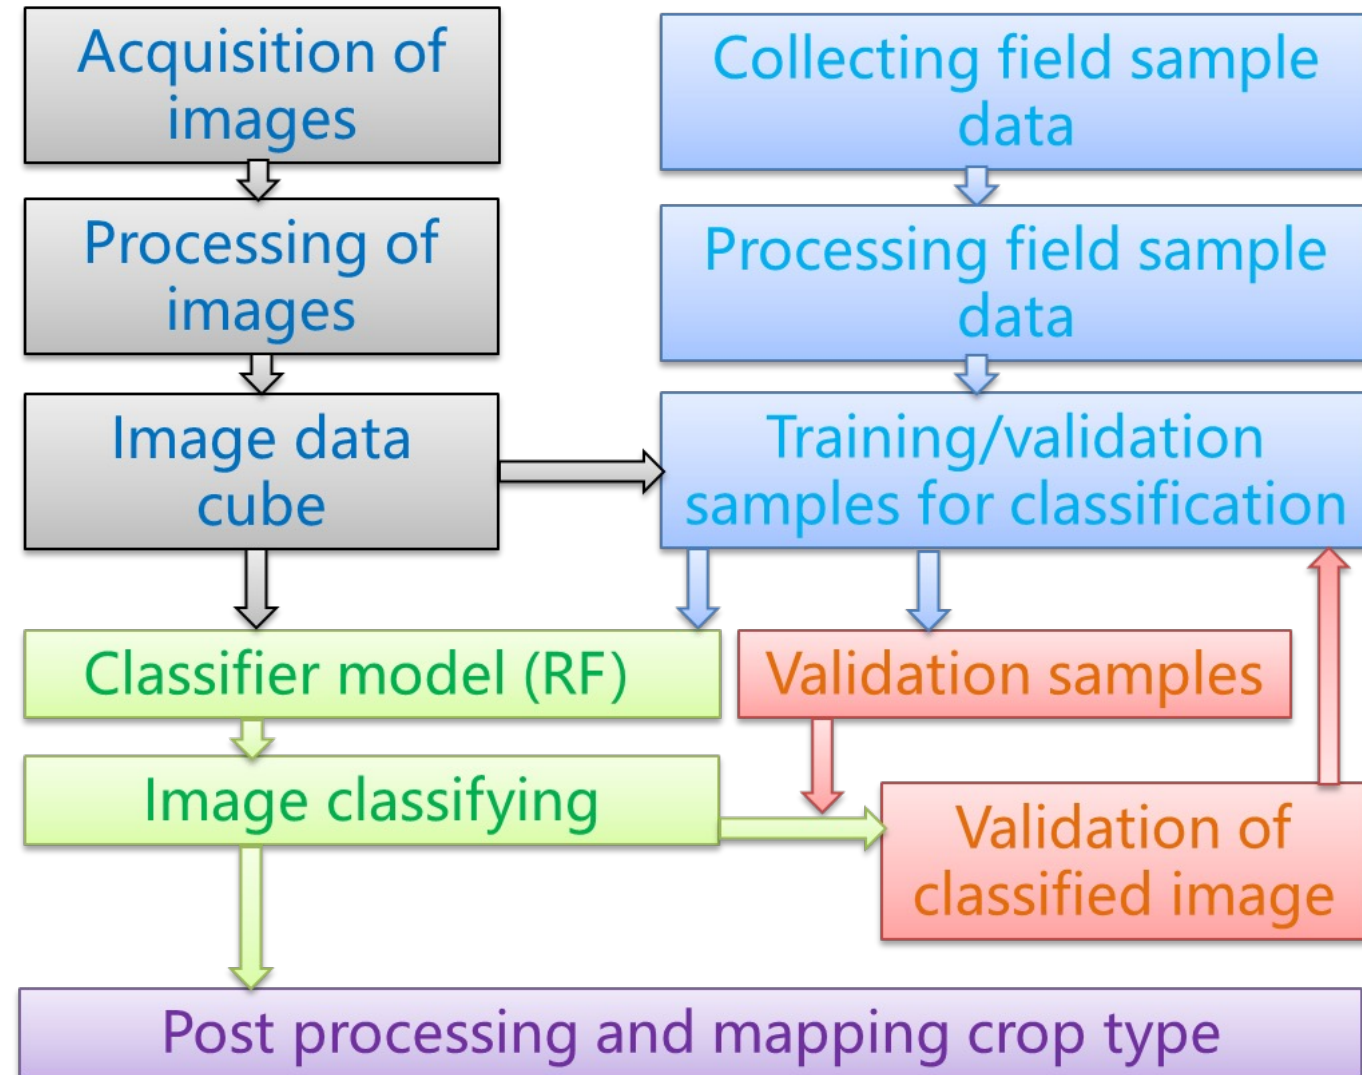 Acquisition of
images
Collecting field sample
data
Processing of
images
Processing field sample
data
Image data
cube
Training/validation
samples for classification
Classifier model (RF)
Validation samples
Image classifying
Validation of
classified image
Post processing and mapping crop type